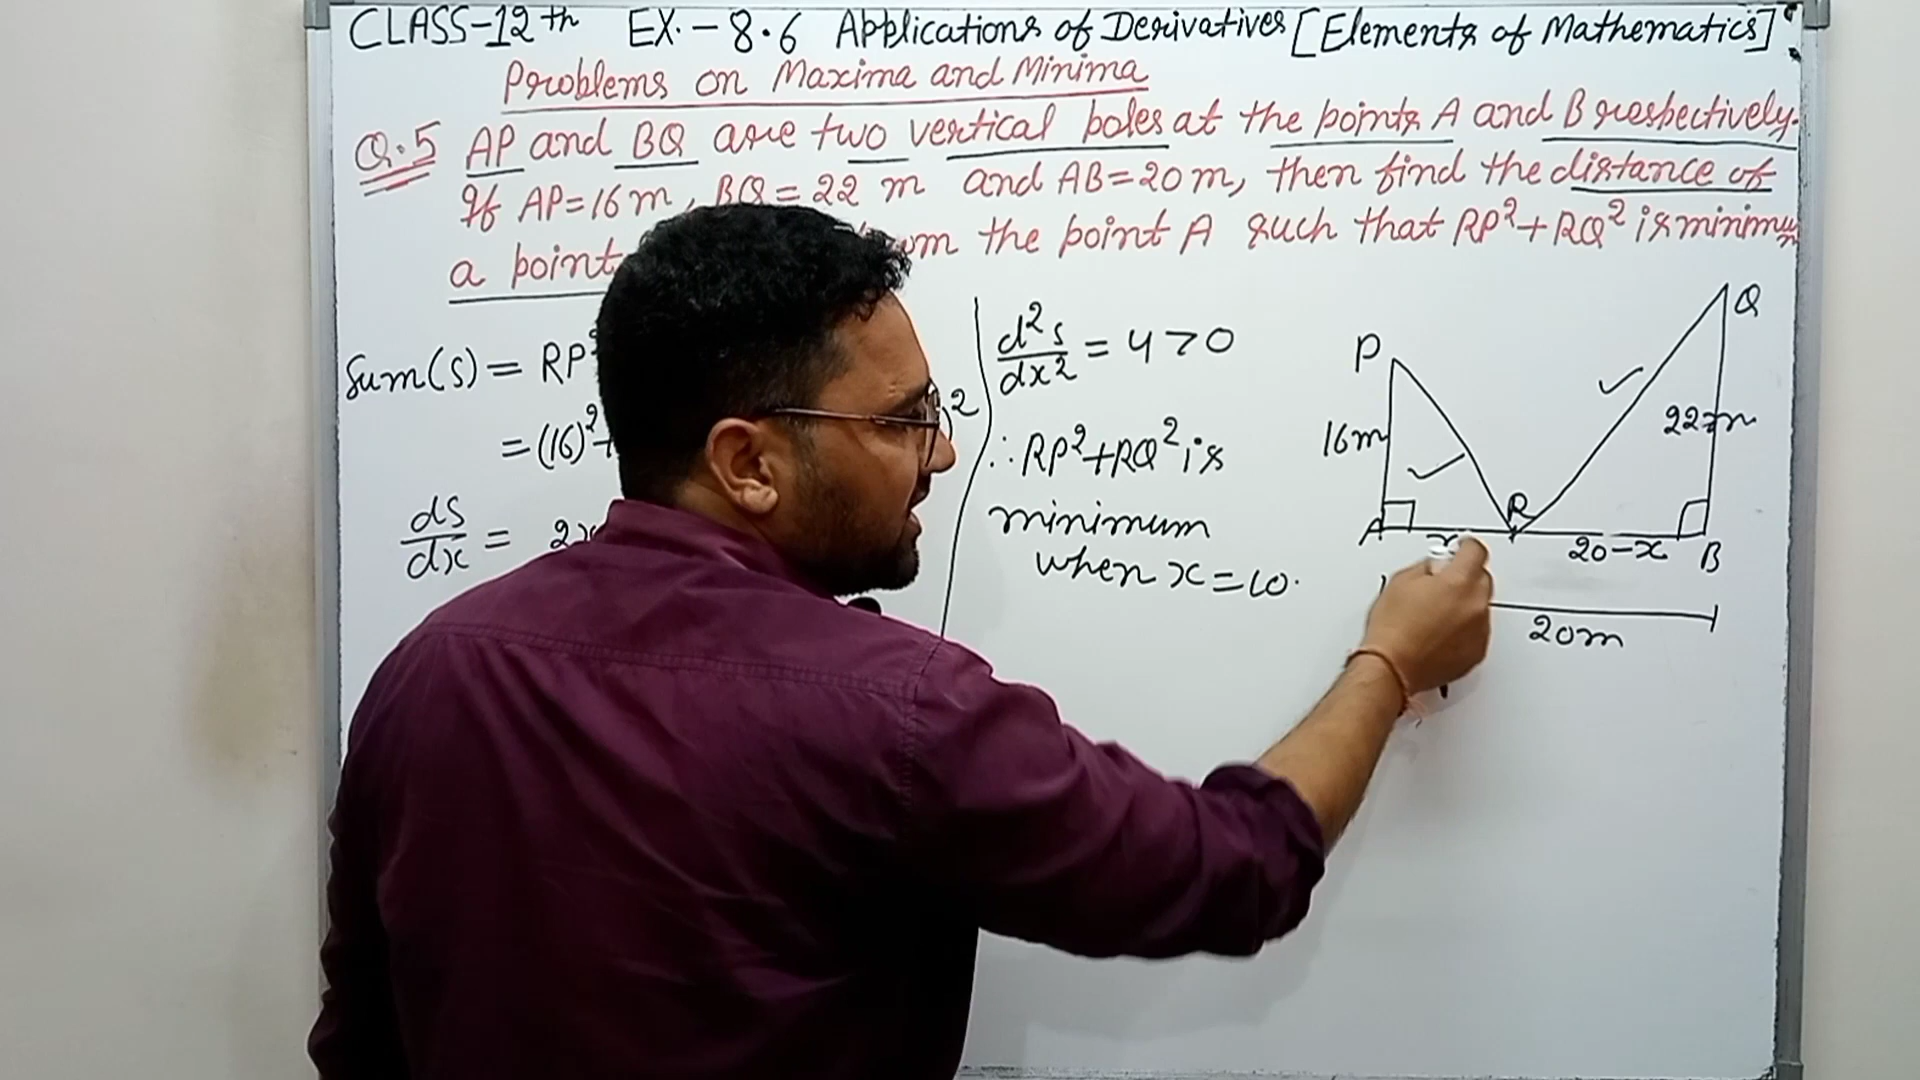 CLASS-12th EX.-8.6 Applications of Derivatives [Elements of Mathematics]
Problems on Maxima and Minima
Q.5 AP and BQ are two vertical poles at the points A and B respectively.
If AP=16m, BQ=22 m and AB=20m, then find the distance of
a point the point A such that RP²+RQ² is minimum
Sum(S) = RP²
=(16)²+ )²
dS/dx = 2x
d²s/dx² = 4>0
∴ RP²+RQ² is
minimum
when x=10.
P
Q
16m
22m
A
R
B
x
20-x
20m